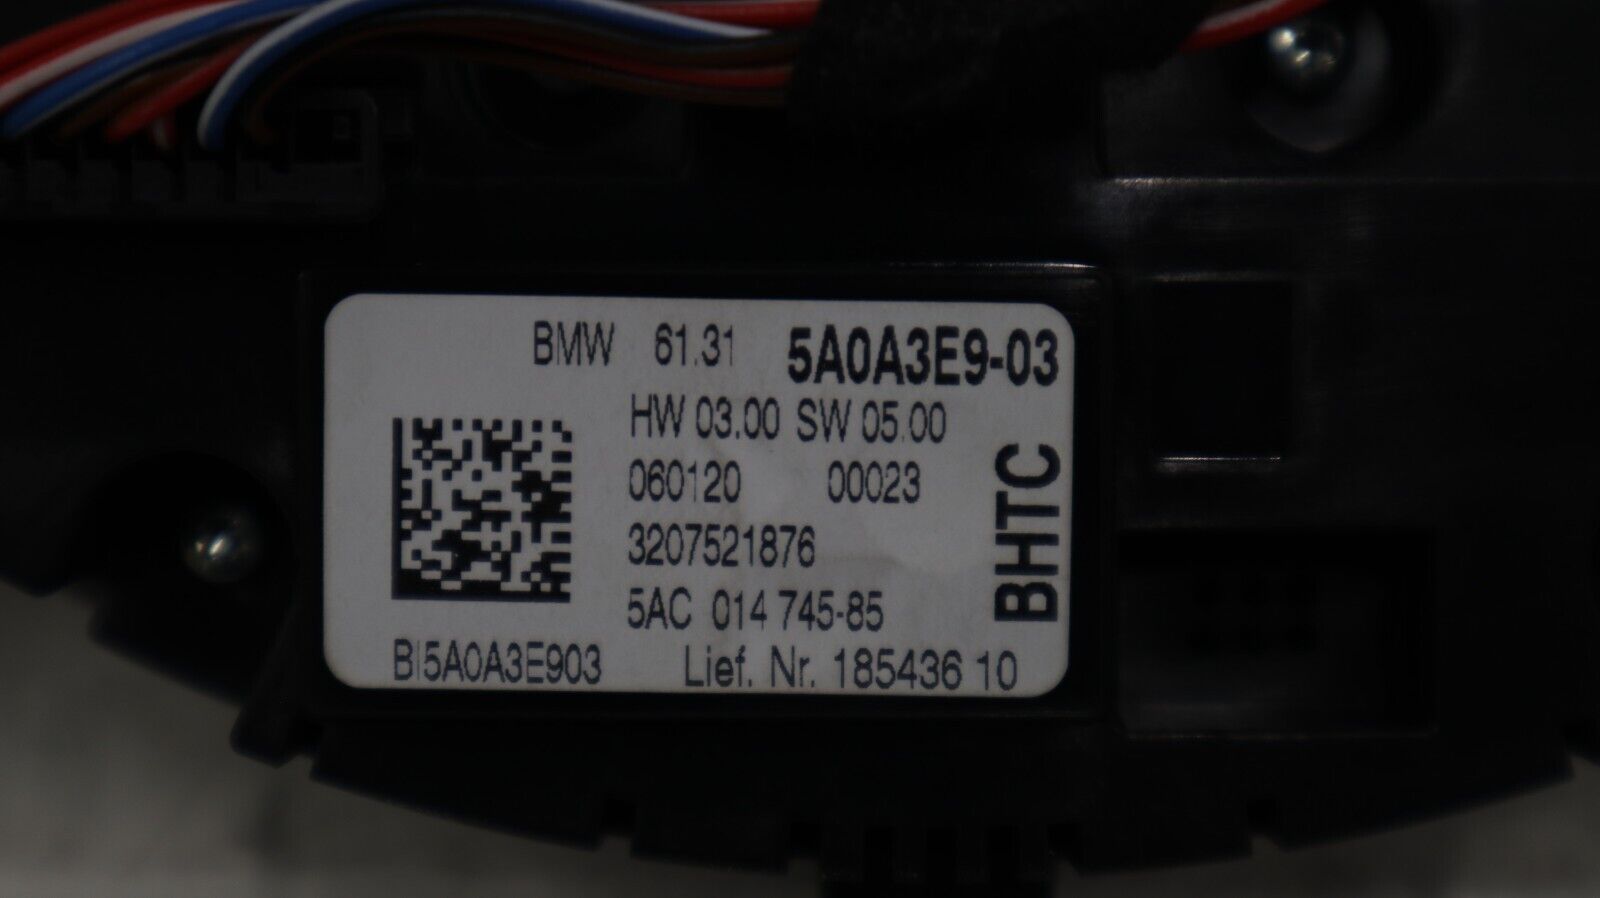 BMW 61.31 5A0A3E9-03
HW 03.00 SW 05.00
060120 00023
3207521876
5AC 014 745-85
BI5A0A3E903 Lief. Nr. 185436 10
BHTC